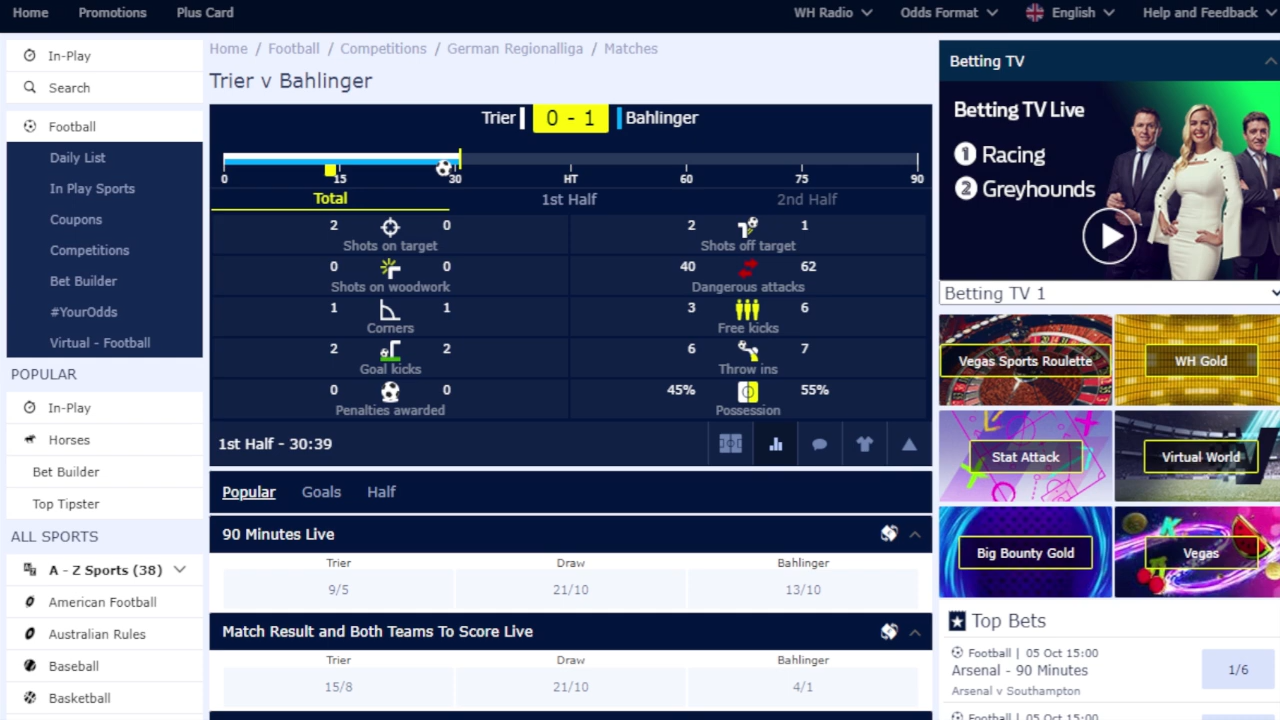 Home Promotions Plus Card WH Radio Odds Format English Help and Feedback
In-Play
Search
Football
Daily List
In Play Sports
Coupons
Competitions
Bet Builder
#YourOdds
Virtual - Football
POPULAR
In-Play
Horses
Bet Builder
Top Tipster
ALL SPORTS
A - Z Sports (38)
American Football
Australian Rules
Baseball
Basketball
Home / Football / Competitions / German Regionalliga / Matches
Trier v Bahlinger
Trier 0 - 1 Bahlinger
0 15 30 HT 60 75 90
Total 1st Half 2nd Half
2 0 2 1
Shots on target Shots off target
0 0 40 62
Shots on woodwork Dangerous attacks
1 1 3 6
Corners Free kicks
2 2 6 7
Goal kicks Throw ins
0 0 45% 55%
Penalties awarded Possession
1st Half - 30:39
Popular Goals Half
90 Minutes Live
Trier Draw Bahlinger
9/5 21/10 13/10
Match Result and Both Teams To Score Live
Trier Draw Bahlinger
15/8 21/10 4/1
Betting TV
Betting TV Live
1 Racing
2 Greyhounds
Betting TV 1
Vegas Sports Roulette WH Gold
Stat Attack Virtual World
Big Bounty Gold Vegas
Top Bets
Football | 05 Oct 15:00
Arsenal - 90 Minutes 1/6
Arsenal v Southampton
Football | 05 Oct 15:00